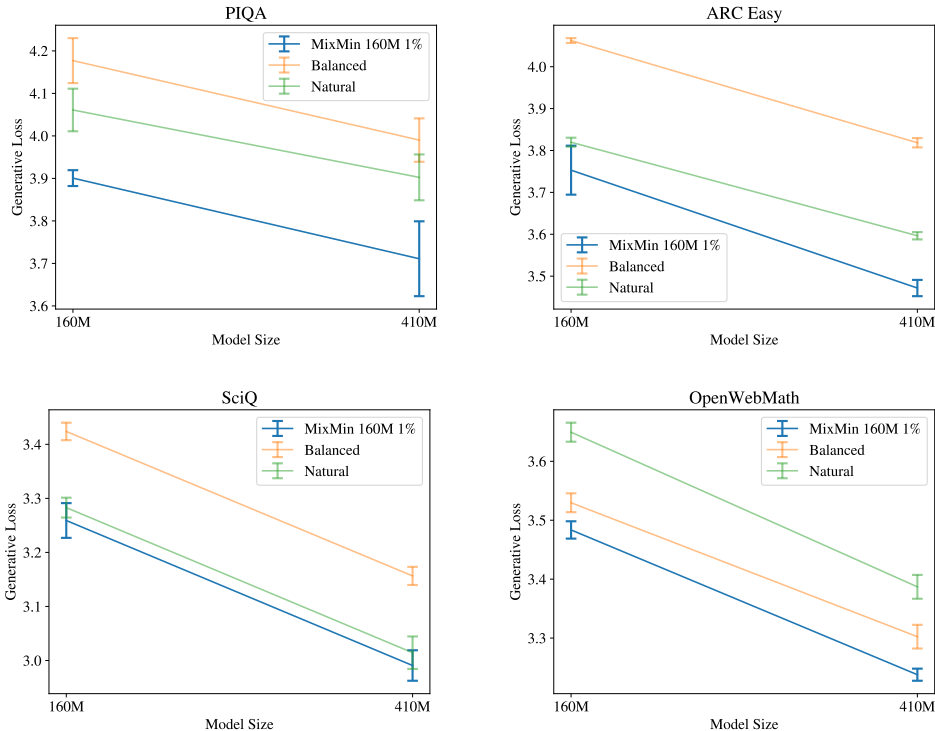 PIQA
Generative Loss
4.2
4.1
4.0
3.9
3.8
3.7
3.6
MixMin 160M 1%
Balanced
Natural
160M
410M
Model Size
ARC Easy
Generative Loss
4.0
3.9
3.8
3.7
3.6
3.5
MixMin 160M 1%
Balanced
Natural
160M
410M
Model Size
SciQ
Generative Loss
3.4
3.3
3.2
3.1
3.0
MixMin 160M 1%
Balanced
Natural
160M
410M
Model Size
OpenWebMath
Generative Loss
3.6
3.5
3.4
3.3
MixMin 160M 1%
Balanced
Natural
160M
410M
Model Size